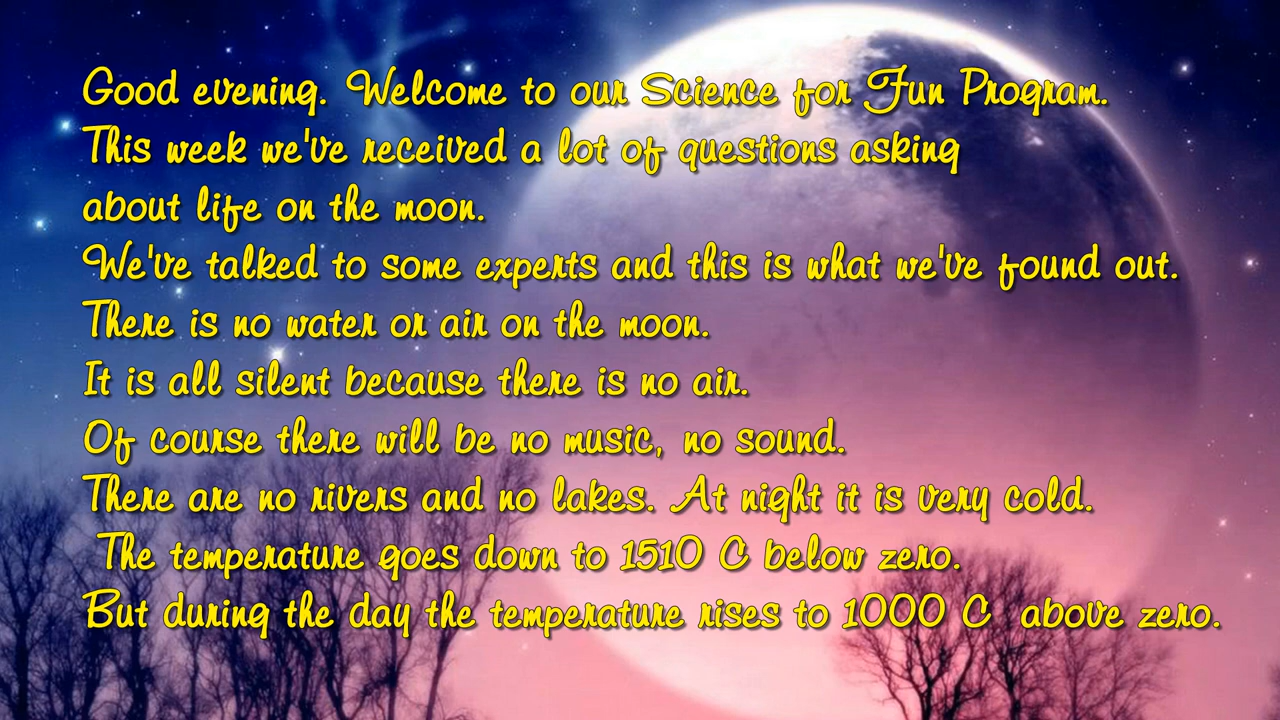 Good evening. Welcome to our Science for Fun Program.
This week we've received a lot of questions asking
about life on the moon.
We've talked to some experts and this is what we've found out.
There is no water or air on the moon.
It is all silent because there is no air.
Of course there will be no music, no sound.
There are no rivers and no lakes. At night it is very cold.
The temperature goes down to 1510 C below zero.
But during the day the temperature rises to 1000 C above zero.